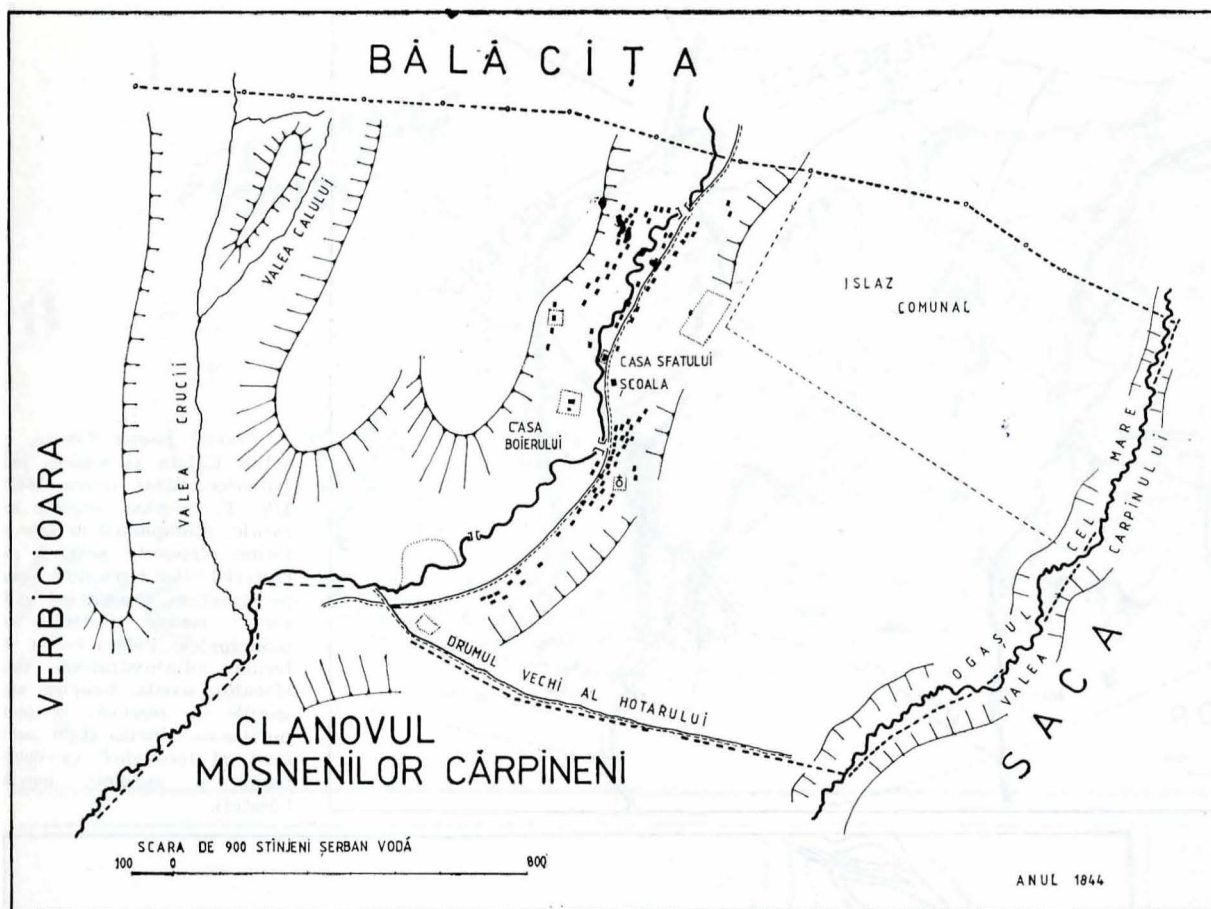 BĂLĂCIȚA
VALEA CALULUI
VALEA CRUCII
VERBICIOARA
ISLAZ
COMUNAL
CASA SFATULUI
ȘCOALA
CASA
BOIERULUI
OGAȘUL CEL MARE
VALEA CARPINULUI
SACA
DRUMUL VECHI AL HOTARULUI
CLANOVUL
MOȘNENILOR CĂRPINENI
SCARA DE 900 STÎNJENI ȘERBAN VODĂ
100 0 800
ANUL 1844